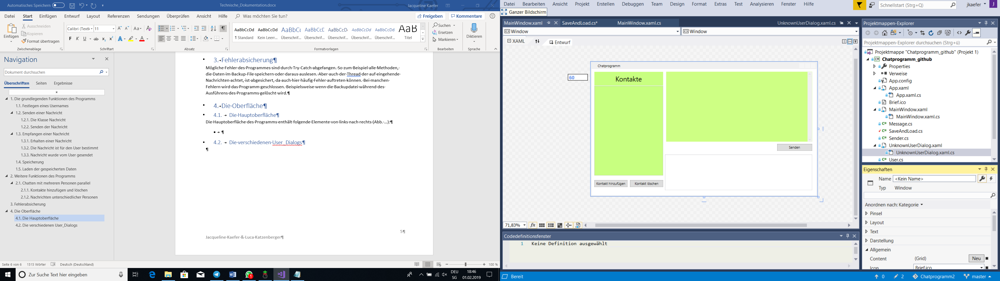 Automatisches Speichern
Technische_Dokumentation.docx
Jacqueline Kaefer
Datei Start Einfügen Entwurf Layout Referenzen Sendungen Überprüfen Ansicht Hilfe Was möchten Sie tun? Freigeben Kommentare
Einfügen
Ausschneiden
Kopieren
Format übertragen
Zwischenablage
Calibri (Textk 11
F K U ab x₂ x²
Schriftart
Absatz
AaBbCcDd AaBbCcDd AaBbCc AaBbCcD AaBbCcDd AaBbCcDd AaBbCcDd AaB
¶ Standard Kein Leerr... Überschrif... Überschrif... Überschrif... Überschrif... Überschrif... Titel
Formatvorlagen
Suchen
Ersetzen
Markieren
Bearbeiten
Diktieren
Sprache
Navigation
Dokument durchsuchen
Überschriften Seiten Ergebnisse
1. Die grundlegenden Funktionen des Programms
1.1. Festlegen eines Usernames
1.2. Senden einer Nachricht
1.2.1. Die Klasse Nachricht
1.2.2. Senden der Nachricht
1.3. Empfangen einer Nachricht
1.3.1. Erhalten einer Nachricht
1.3.2. Die Nachricht ist für den User bestimmt
1.3.3. Nachricht wurde vom User gesendet
1.4. Speicherung
1.5. Laden der gespeicherten Daten
2. Weitere Funktionen des Programms
2.1. Chatten mit mehreren Personen parallel
2.1.1. Kontakte hinzufügen und löschen
2.1.2. Nachrichten unterschiedlicher Personen
3. Fehlerabsicherung
4. Die Oberfläche
4.1. Die Hauptoberfläche
4.2. Die verschiedenen User_Dialogs
3.→Fehlerabsicherung¶
Mögliche·Fehler·des·Programmes·sind·durch·Try-Catch·abgefangen.·So·zum·Beispiel·alle·Methoden,·
die·Daten·im·Backup-File·speichern·oder·daraus·auslesen.·Aber·auch·der·Thread·der·auf·eingehende·
Nachrichten·achtet,·ist·abgesichert,·da·auch·hier·häufig·Fehler·auftreten·können.·Bei·manchen·
Fehlern·wird·das·Programm·geschlossen.·Beispielsweise·wenn·die·Backupdatei·während·des·
Ausführens·des·Programms·gelöscht·wird.¶
4.→Die·Oberfläche¶
4.1. → Die·Hauptoberfläche¶
Die·Hauptoberfläche·des·Programms·enthält·folgende·Elemente·von·links·nach·rechts·(Abb.·...):¶
• → ¶
4.2. → Die·verschiedenen·User_Dialogs¶
¶
5¶
Jacqueline·Kaefer·&·Luca·Katzenberger¶
Seite 6 von 6 1515 Wörter Deutsch (Deutschland) 100 %
Zur Suche Text hier eingeben
1
DEU
SG
18:46
01.02.2019
Datei Bearbeiten Ansicht Projekt Erstellen Debuggen Team Design Format Extras Test Analysieren Fenster Hilfe
Schnellstart (Strg+Q)
jkaefer
J
Ganzer Bildschirm
MainWindow.xaml SaveAndLoad.cs* MainWindow.xaml.cs UnknownUserDialog.xaml.cs
Window Window
XAML Entwurf
60
Chatprogramm
Kontakte
Senden
Kontakt hinzufügen Kontakt löschen
71,83% fx
Codedefinitionsfenster
1 Keine Definition ausgewählt
Projektmappen-Explorer
Projektmappen-Explorer durchsuchen (Strg+ü)
Projektmappe "Chatprogramm_github" (Projekt 1)
Chatprogramm_github
Properties
Verweise
App.config
App.xaml
App.xaml.cs
Brief.ico
MainWindow.xaml
MainWindow.xaml.cs
Message.cs
SaveAndLoad.cs
Sender.cs
UnknownUserDialog.xaml
UnknownUserDialog.xaml.cs
User.cs
Eigenschaften
Name <Kein Name>
Typ Window
Anordnen nach: Kategorie
Pinsel
Layout
Text
Darstellung
Allgemein
Content (Grid) Neu
Icon Brief.ico
Bereit 0 2 Chatprogramm2 master